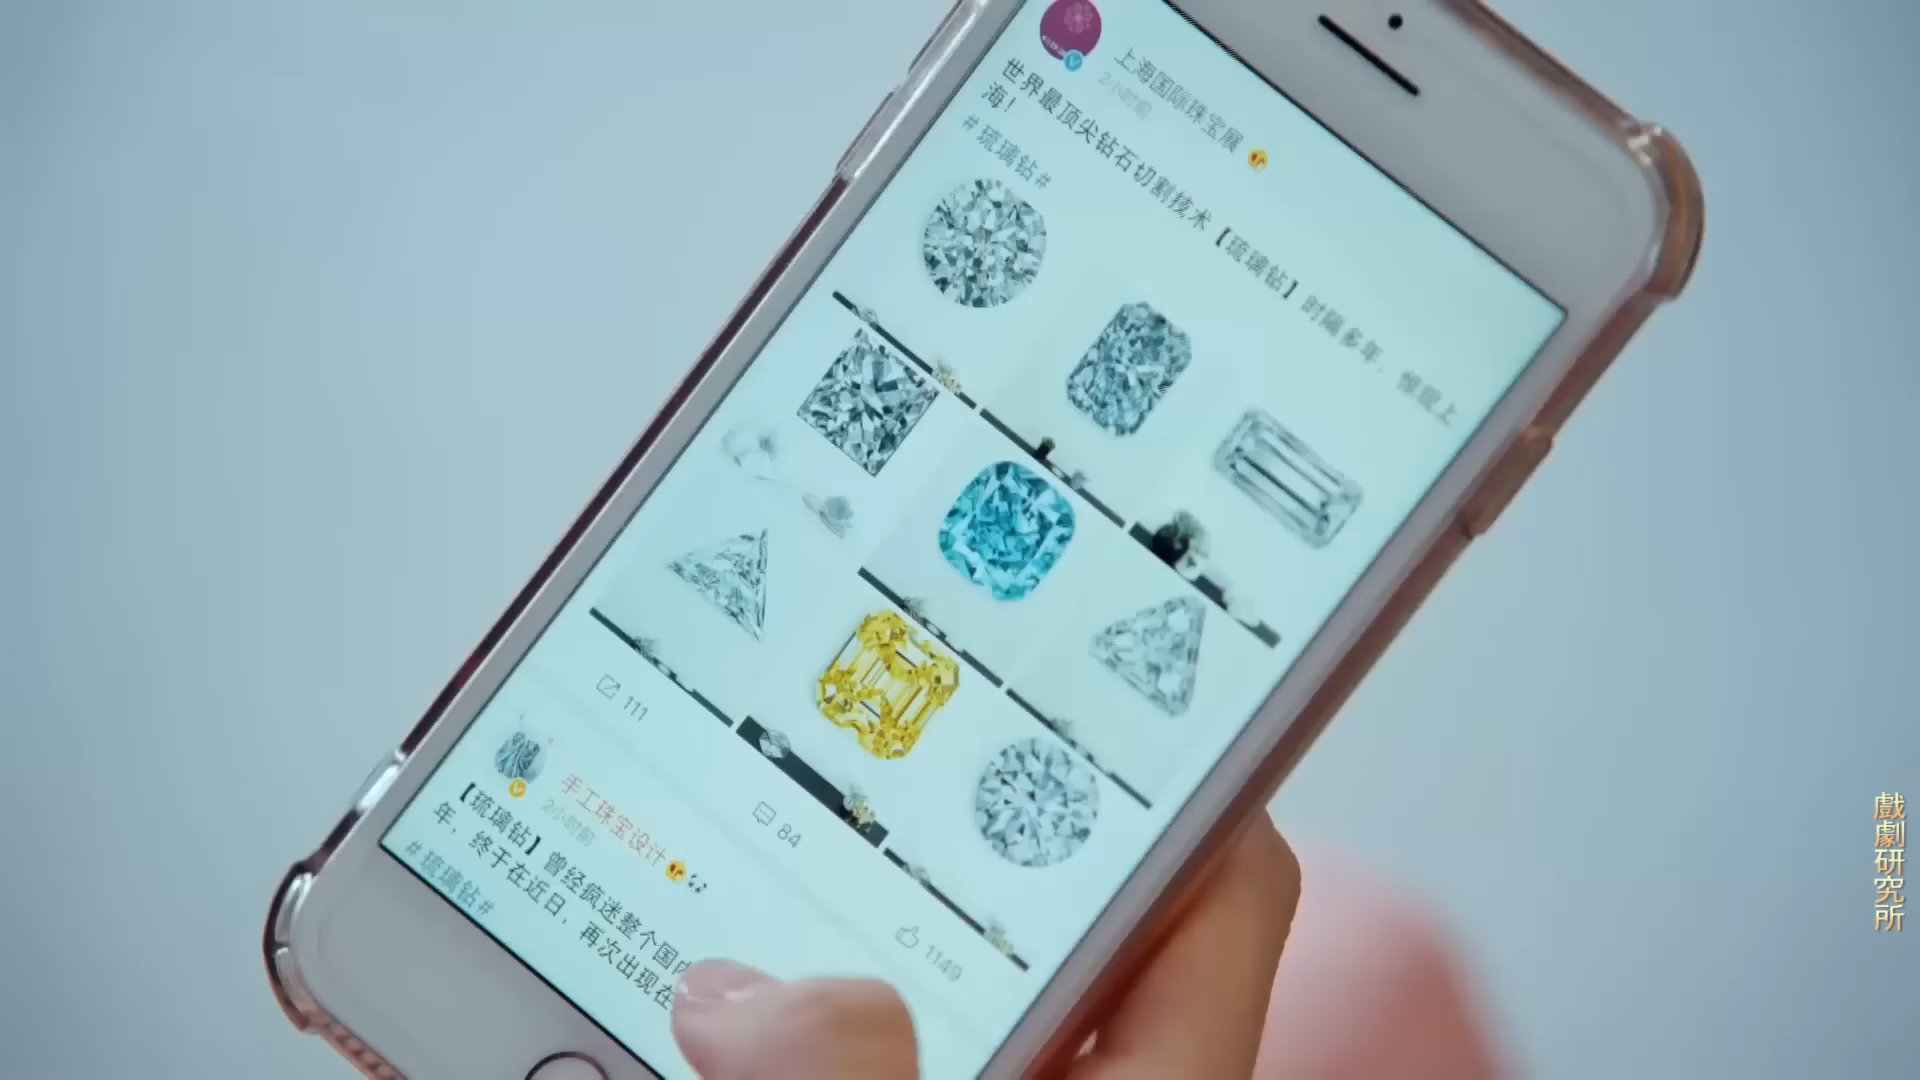 上海国际珠宝展
2小时前
世界最顶尖钻石切割技术【琉璃钻】时隔多年，惊现上
海！
#琉璃钻#
111
84
1149
手工珠宝设计
2小时前
【琉璃钻】曾经疯迷整个国内
年，终于在近日，再次出现在
#琉璃钻#
戲劇研究所